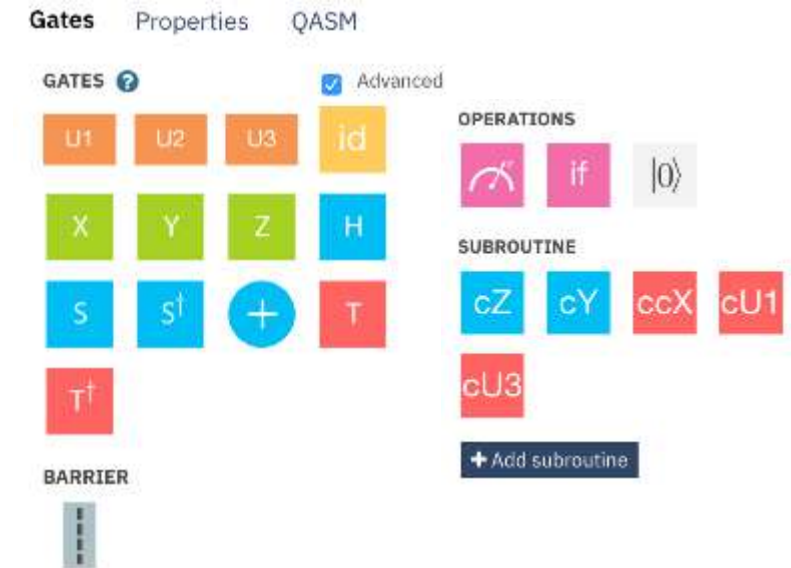 Gates Properties QASM
GATES ? Advanced
U1 U2 U3 id
X Y Z H
S S† + T
T†
BARRIER
OPERATIONS
if |0⟩
SUBROUTINE
cZ cY ccX cU1
cU3
+ Add subroutine